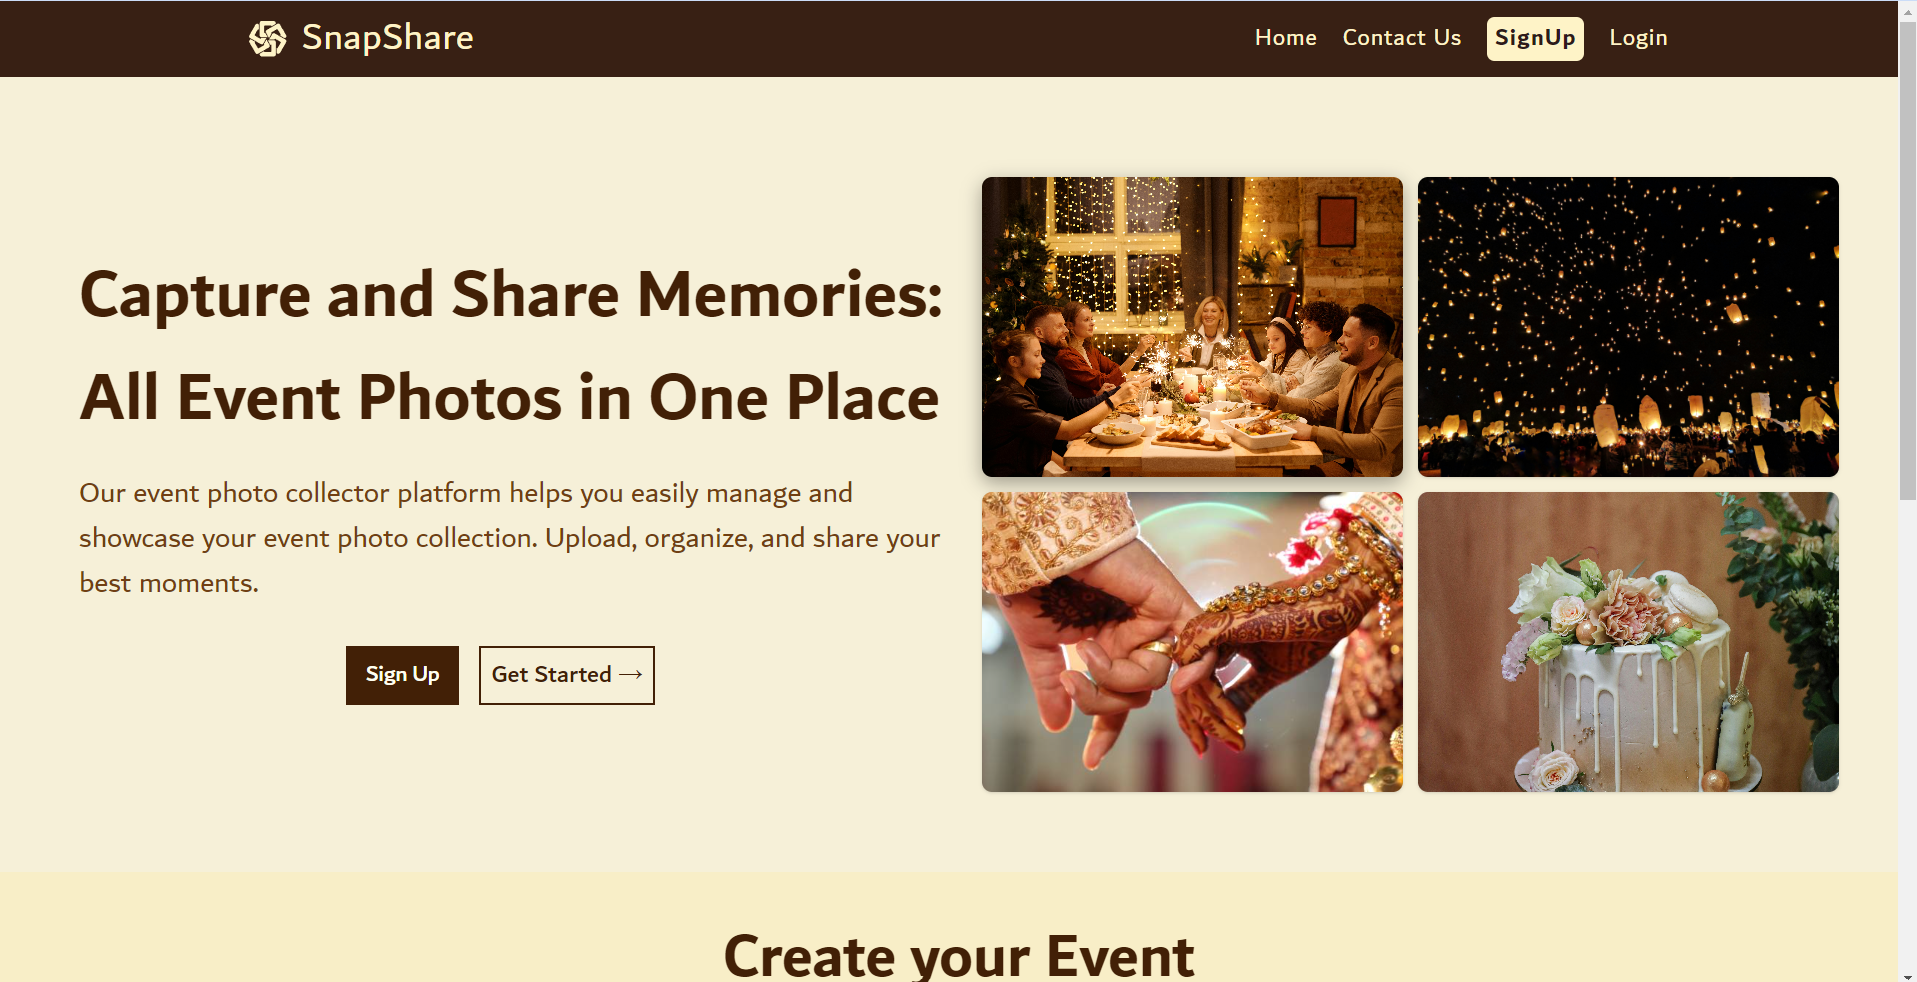 SnapShare
Home
Contact Us
SignUp
Login
Capture and Share Memories:
All Event Photos in One Place
Our event photo collector platform helps you easily manage and
showcase your event photo collection. Upload, organize, and share your
best moments.
Sign Up
Get Started →
Create your Event